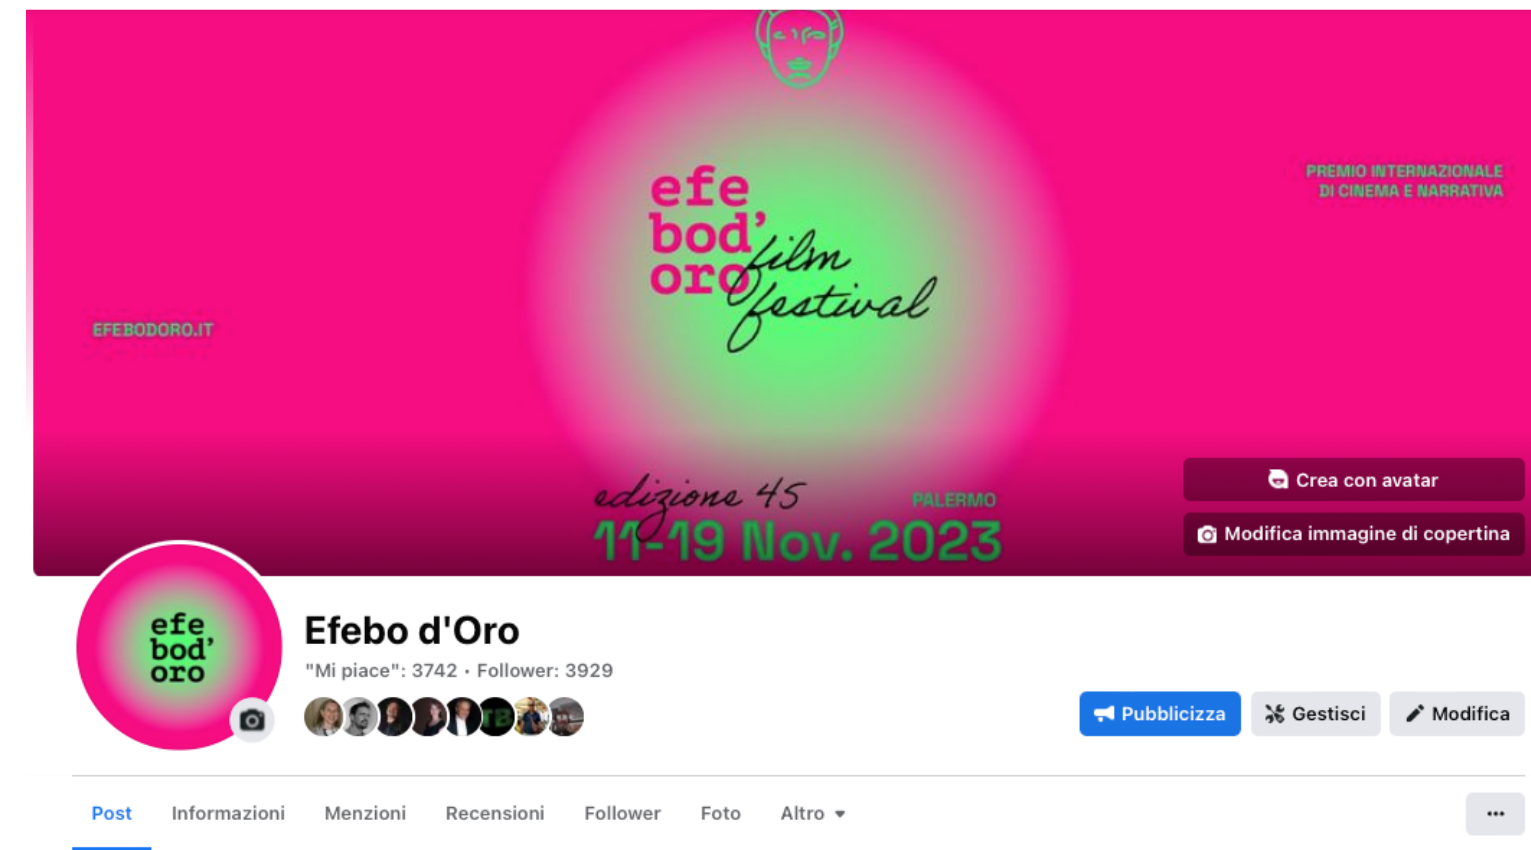 efe
bod'
oro
film
festival
PREMIO INTERNAZIONALE
DI CINEMA E NARRATIVA
EFEBODORO.IT
edizione 45
PALERMO
11-19 Nov. 2023
Crea con avatar
Modifica immagine di copertina
efe
bod'
oro
Efebo d'Oro
"Mi piace": 3742 · Follower: 3929
TB
Pubblicizza
Gestisci
Modifica
Post
Informazioni
Menzioni
Recensioni
Follower
Foto
Altro